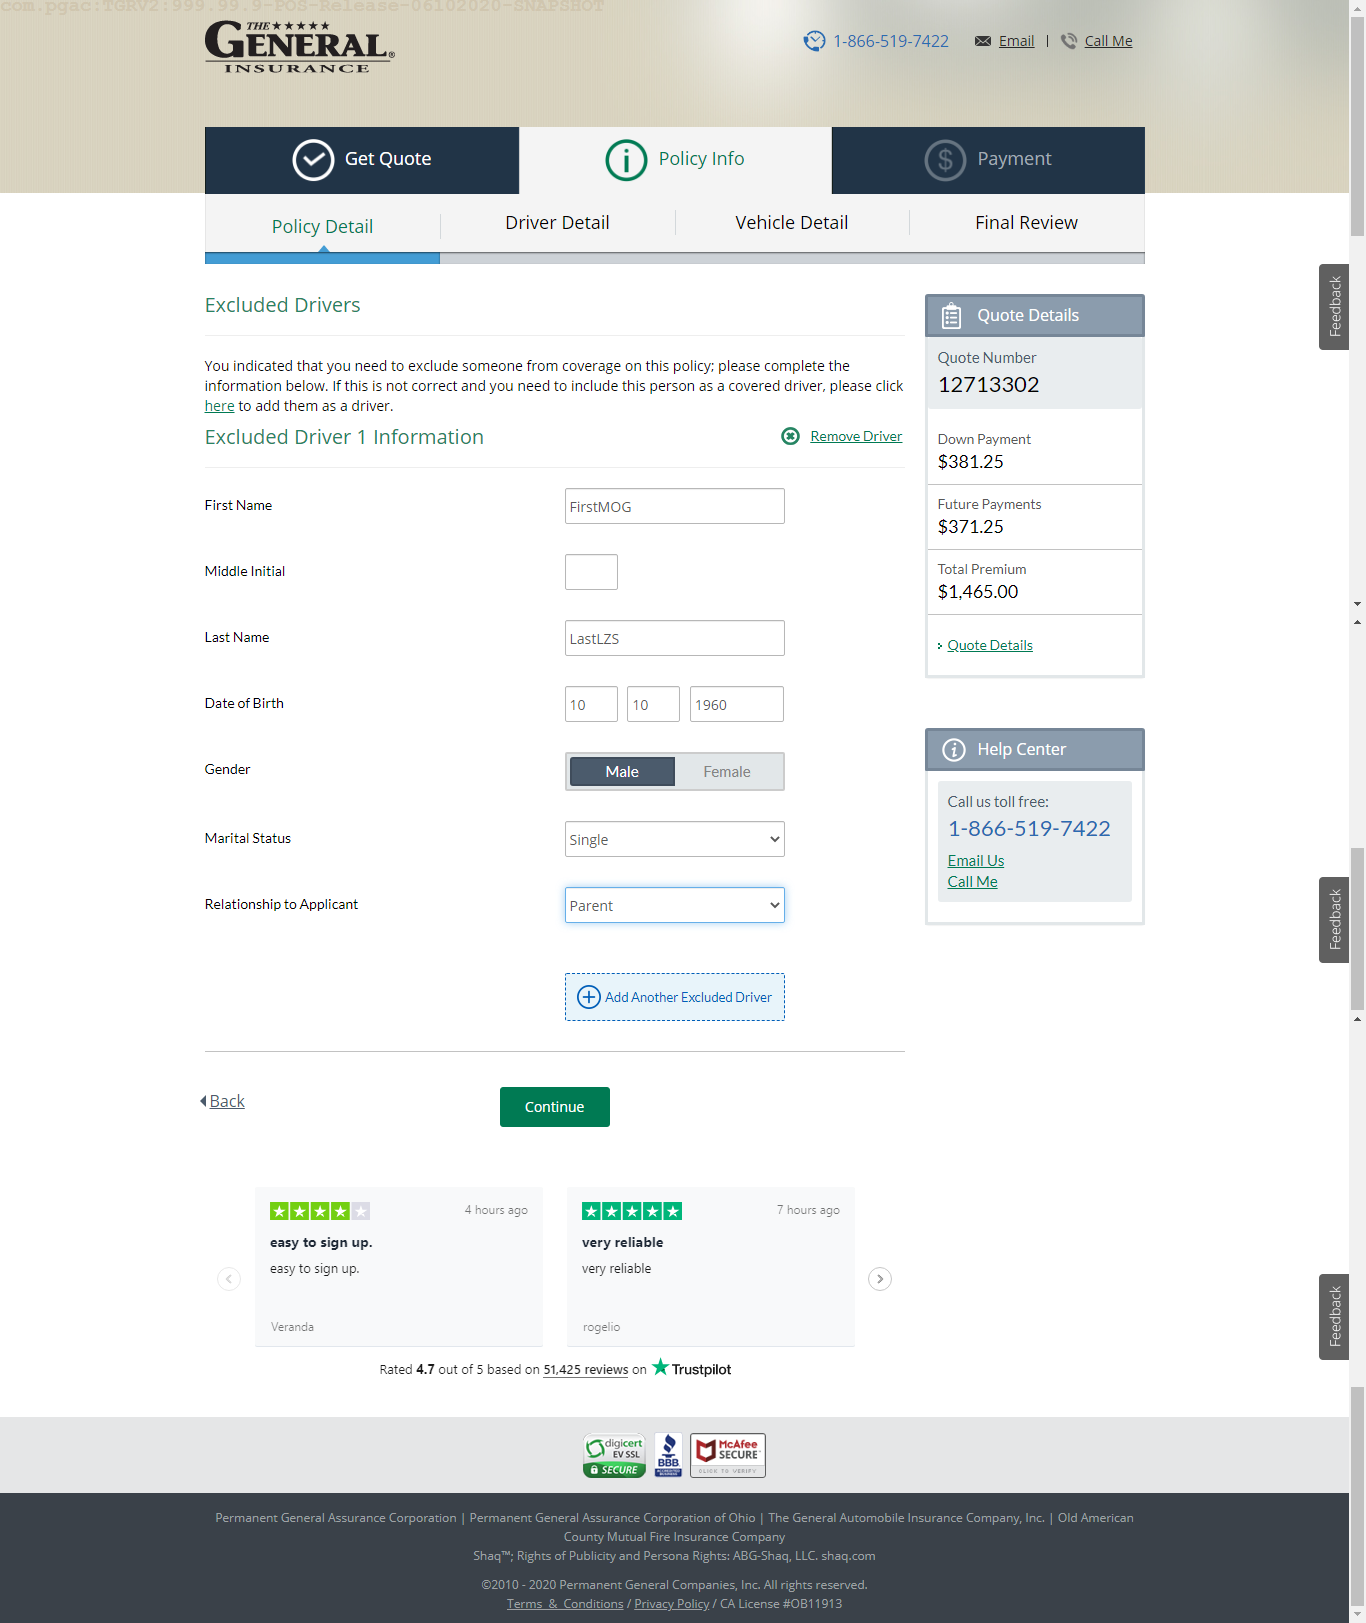 com.pgac:TGRV2:999.99.9-POS-Release-06102020-SNAPSHOT
THE
GENERAL®
INSURANCE
1-866-519-7422
Email | Call Me
Get Quote
Policy Info
$ Payment
Policy Detail
Driver Detail
Vehicle Detail
Final Review
Excluded Drivers
You indicated that you need to exclude someone from coverage on this policy; please complete the
information below. If this is not correct and you need to include this person as a covered driver, please click
here to add them as a driver.
Excluded Driver 1 Information
Remove Driver
First Name
FirstMOG
Middle Initial
Last Name
LastLZS
Date of Birth
10 10 1960
Gender
Male Female
Marital Status
Single
Relationship to Applicant
Parent
Add Another Excluded Driver
Back
Continue
Quote Details
Quote Number
12713302
Down Payment
$381.25
Future Payments
$371.25
Total Premium
$1,465.00
Quote Details
Help Center
Call us toll free:
1-866-519-7422
Email Us
Call Me
Feedback
Feedback
Feedback
4 hours ago
easy to sign up.
easy to sign up.
Veranda
7 hours ago
very reliable
very reliable
rogelio
Rated 4.7 out of 5 based on 51,425 reviews on Trustpilot
digicert
EV SSL
SECURE
BBB
ACCREDITED
BUSINESS
McAfee
SECURE
CLICK TO VERIFY
Permanent General Assurance Corporation | Permanent General Assurance Corporation of Ohio | The General Automobile Insurance Company, Inc. | Old American
County Mutual Fire Insurance Company
Shaq™; Rights of Publicity and Persona Rights: ABG-Shaq, LLC. shaq.com
©2010 - 2020 Permanent General Companies, Inc. All rights reserved.
Terms & Conditions / Privacy Policy / CA License #OB11913